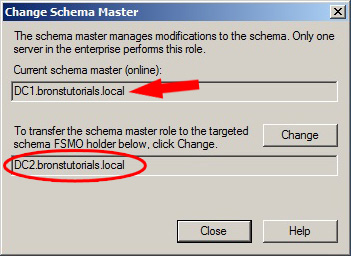 Change Schema Master
The schema master manages modifications to the schema. Only one
server in the enterprise performs this role.
Current schema master (online):
DC1.bronstutorials.local
To transfer the schema master role to the targeted
schema FSMO holder below, click Change.
Change
DC2.bronstutorials.local
Close
Help